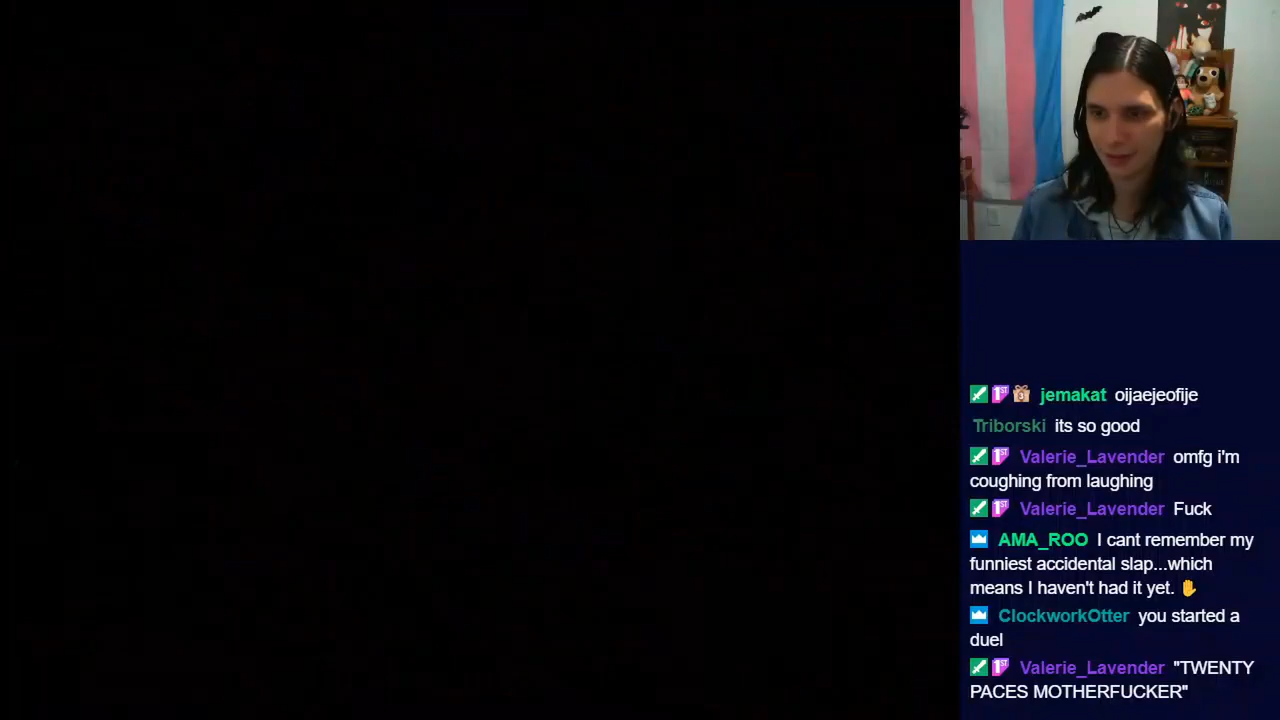 jemakat oijaejeofije
Triborski its so good
Valerie_Lavender omfg i'm
coughing from laughing
Valerie_Lavender Fuck
AMA_ROO I cant remember my
funniest accidental slap...which
means I haven't had it yet. ✋
ClockworkOtter you started a
duel
Valerie_Lavender "TWENTY
PACES MOTHERFUCKER"